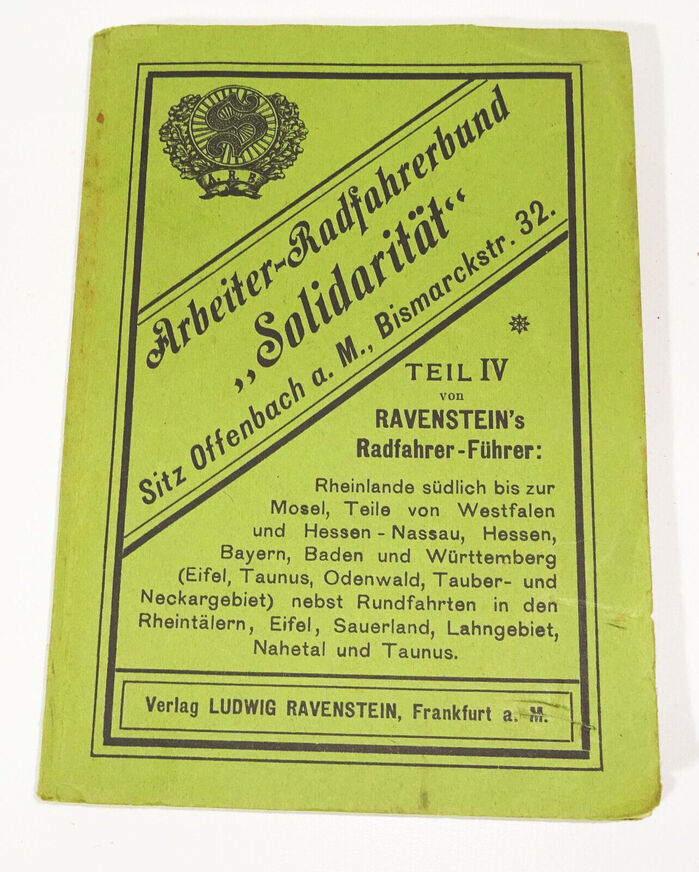 A. R. B.
Arbeiter-Radfahrerbund
„Solidarität“
Sitz Offenbach a. M., Bismarckstr. 32.
TEIL IV
von
RAVENSTEIN's
Radfahrer-Führer:
Rheinlande südlich bis zur
Mosel, Teile von Westfalen
und Hessen-Nassau, Hessen,
Bayern, Baden und Württemberg
(Eifel, Taunus, Odenwald, Tauber- und
Neckargebiet) nebst Rundfahrten in den
Rheintälern, Eifel, Sauerland, Lahngebiet,
Nahetal und Taunus.
Verlag LUDWIG RAVENSTEIN, Frankfurt a. M.